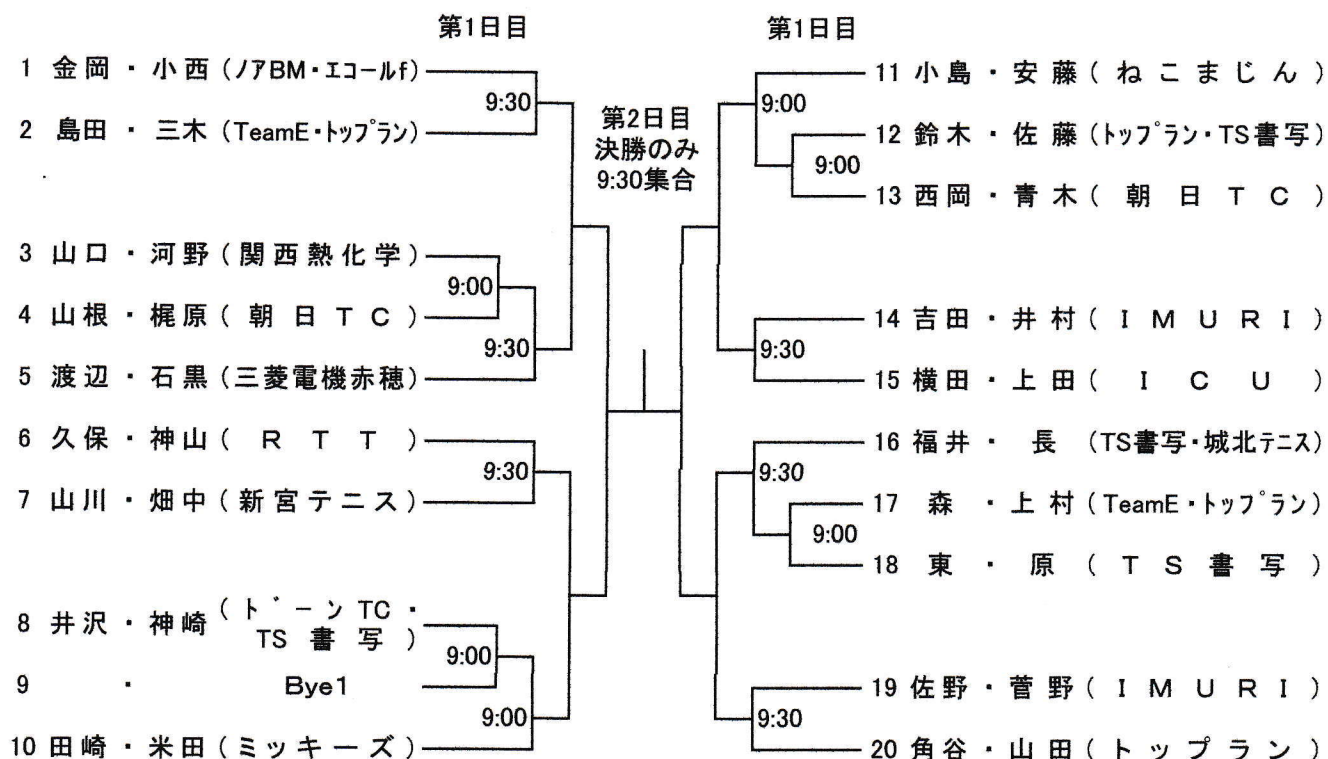 第1日目
1 金岡・小西(ノアBM・エコールf)
9:30
2 島田・三木(TeamE・トップラン)
3 山口・河野(関西熱化学)
9:00
4 山根・梶原(朝日TC)
9:30
5 渡辺・石黒(三菱電機赤穂)
6 久保・神山(RTT)
9:30
7 山川・畑中(新宮テニス)
8 井沢・神崎(ドーンTC・
TS書写)
9:00
9 ・ Bye1
9:00
10 田崎・米田(ミッキーズ)
第2日目
決勝のみ
9:30集合
第1日目
11 小島・安藤(ねこまじん)
9:00
12 鈴木・佐藤(トップラン・TS書写)
9:00
13 西岡・青木(朝日TC)
14 吉田・井村(IMURI)
9:30
15 横田・上田(ICU)
16 福井・長(TS書写・城北テニス)
9:30
17 森・上村(TeamE・トップラン)
9:00
18 東・原(TS書写)
19 佐野・菅野(IMURI)
9:30
20 角谷・山田(トップラン)